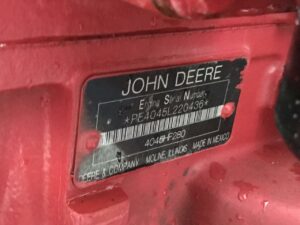 JOHN DEERE
Engine Serial Number
*PE4045L220436*
4045HF280
DEERE & COMPANY MOLINE, ILLINOIS MADE IN MEXICO